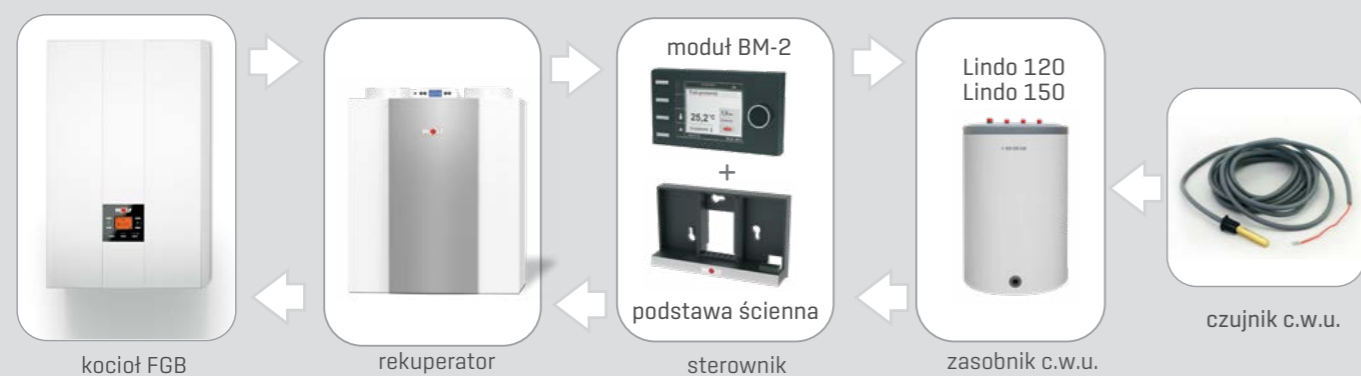 moduł BM-2
25,2°C
+
podstawa ścienna
Lindo 120
Lindo 150
kocioł FGB
rekuperator
sterownik
zasobnik c.w.u.
czujnik c.w.u.